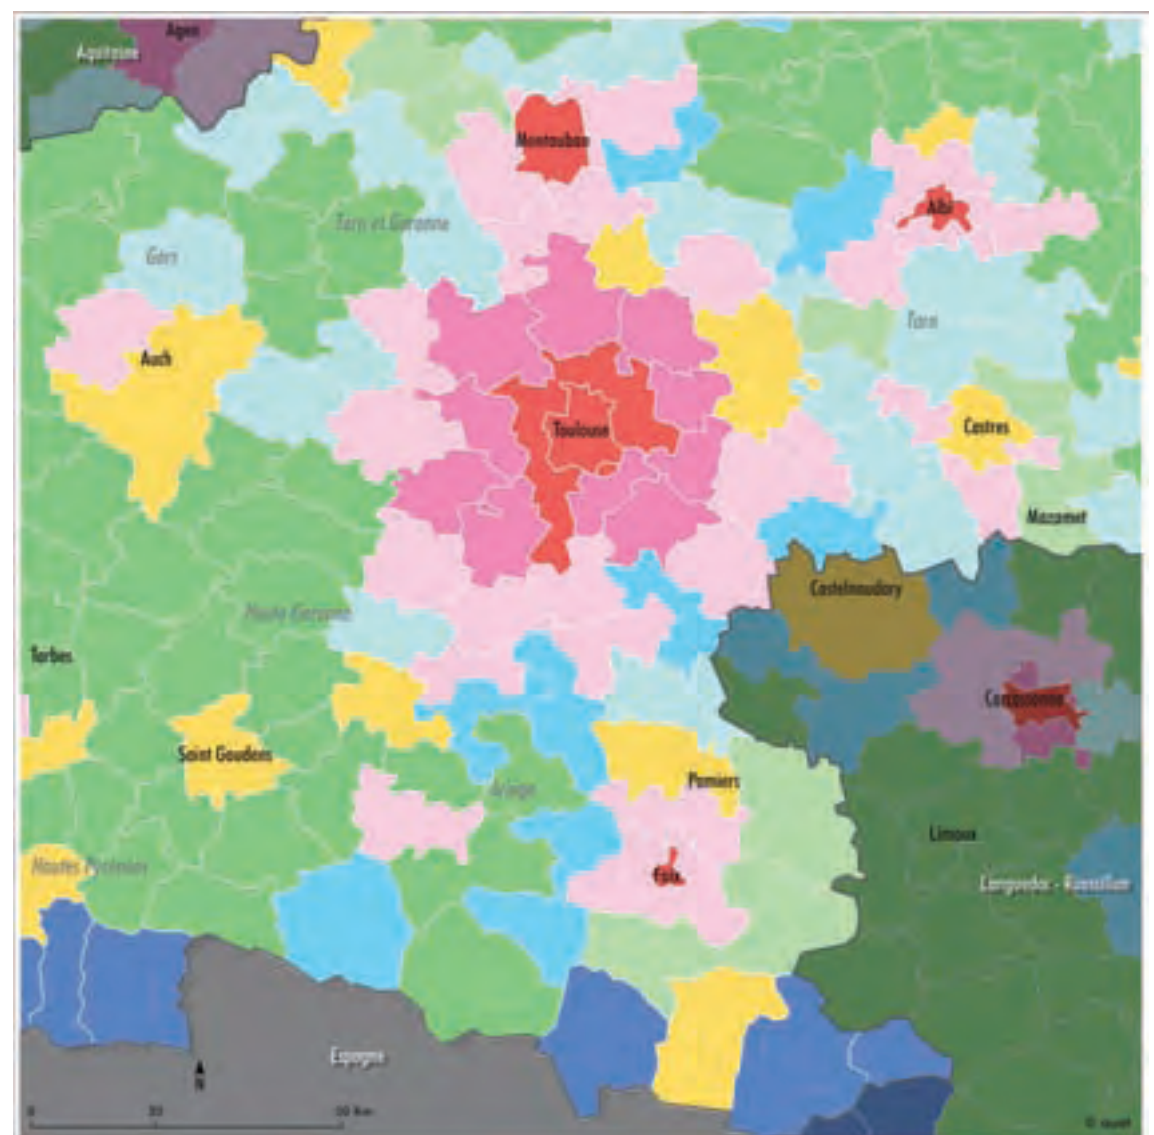 Agen
Aquitaine
Montauban
Albi
Tarn et Garonne
Gers
Tarn
Auch
Toulouse
Castres
Mazamet
Castelnaudary
Haute Garonne
Tarbes
Carcassonne
Saint Gaudens
Pamiers
Ariège
Limoux
Hautes Pyrénées
Foix
Languedoc - Roussillon
Espagne
N
0
50 km